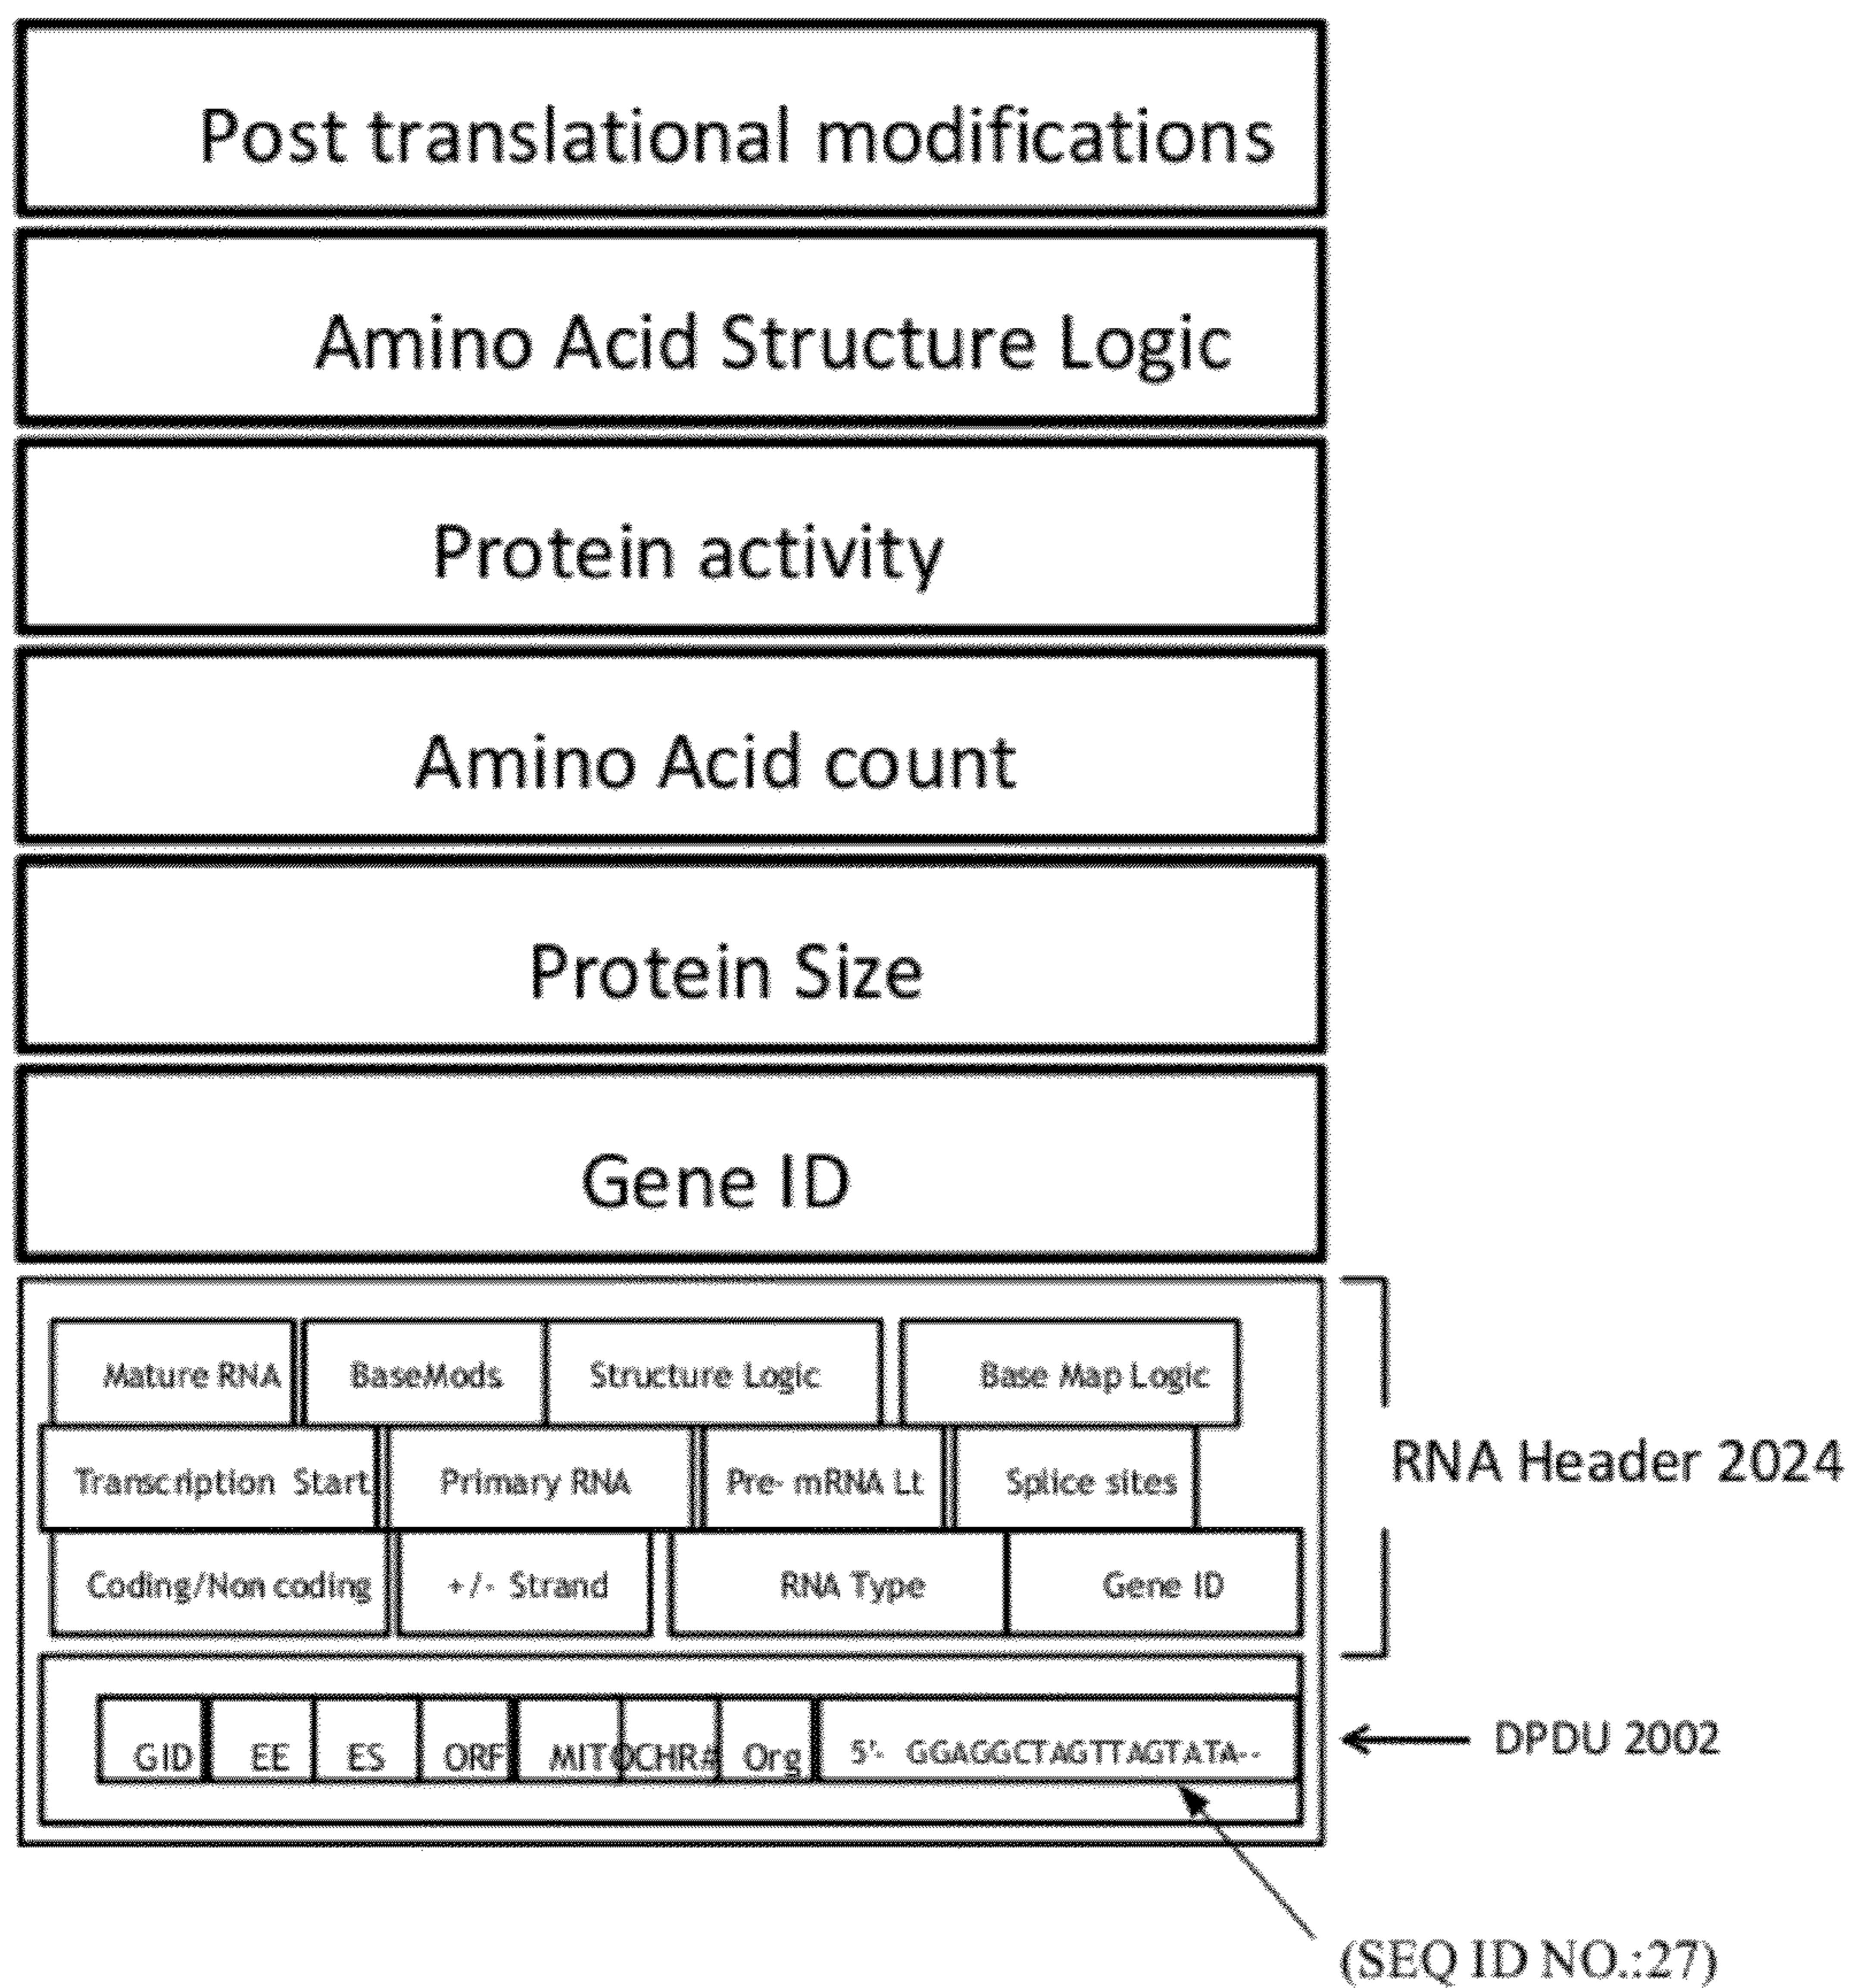 Post translational modifications
Amino Acid Structure Logic
Protein activity
Amino Acid count
Protein Size
Gene ID
Mature RNA BaseMods Structure Logic Base Map Logic
Transcription Start Primary RNA Pre- mRNA Lt Splice sites
RNA Header 2024
Coding/Non coding +/- Strand RNA Type Gene ID
GID EE ES ORF MITO CHR# Org 5'- GGAGGCTAGTTAGTATA--
DPDU 2002
(SEQ ID NO.:27)